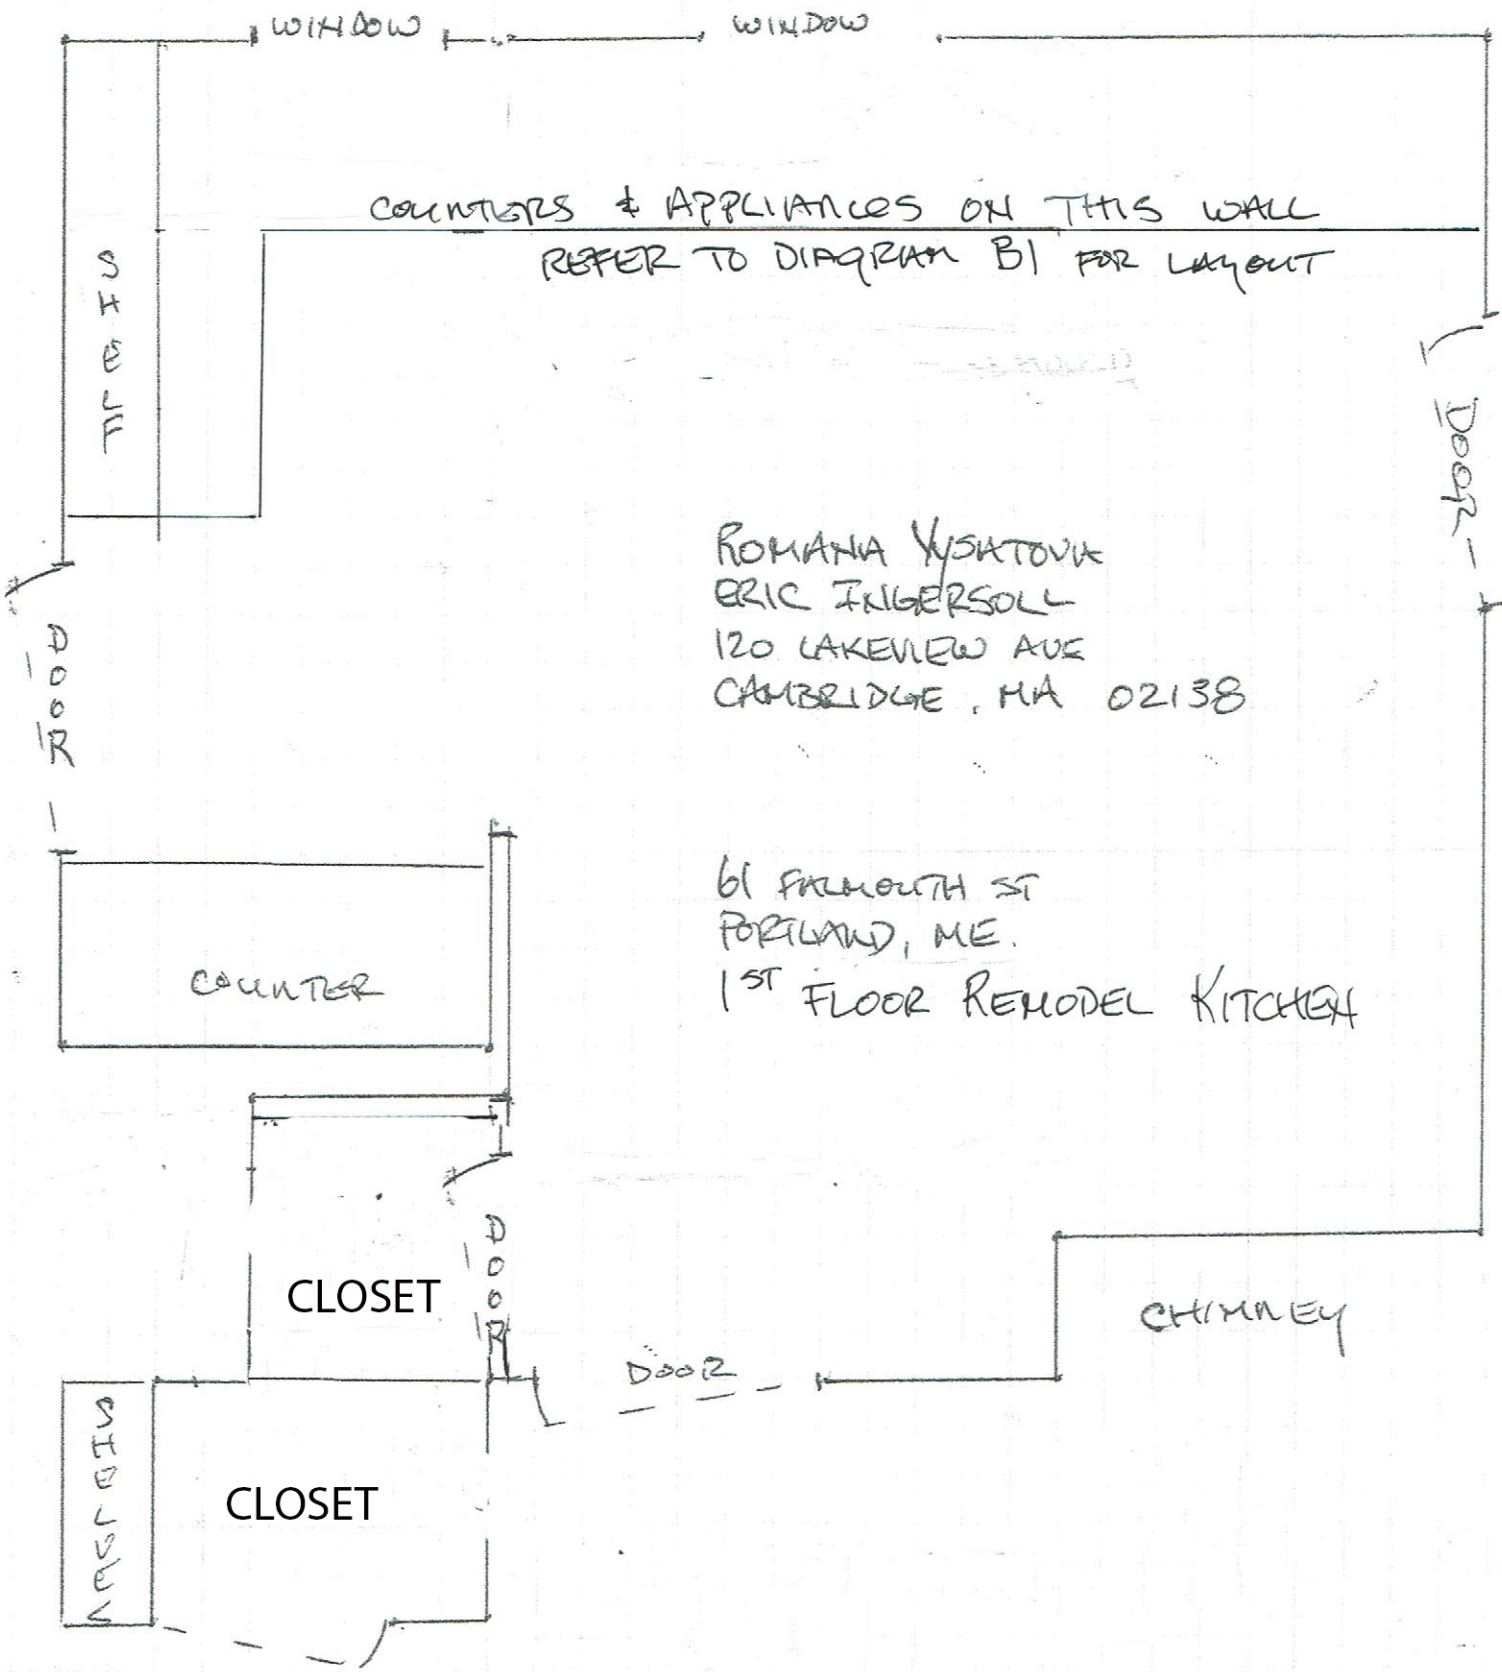 WINDOW
WINDOW
COUNTERS & APPLIANCES ON THIS WALL
REFER TO DIAGRAM B1 FOR LAYOUT
SHELF
DOOR
DOOR
ROMANA
ERIC INGERSOLL
120 LAKEVIEW AVE
CAMBRIDGE, MA 02138
61 FALMOUTH ST
PORTLAND, ME.
1ST FLOOR REMODEL KITCHEN
COUNTER
DOOR
CLOSET
CHIMNEY
DOOR
SHELVES
CLOSET